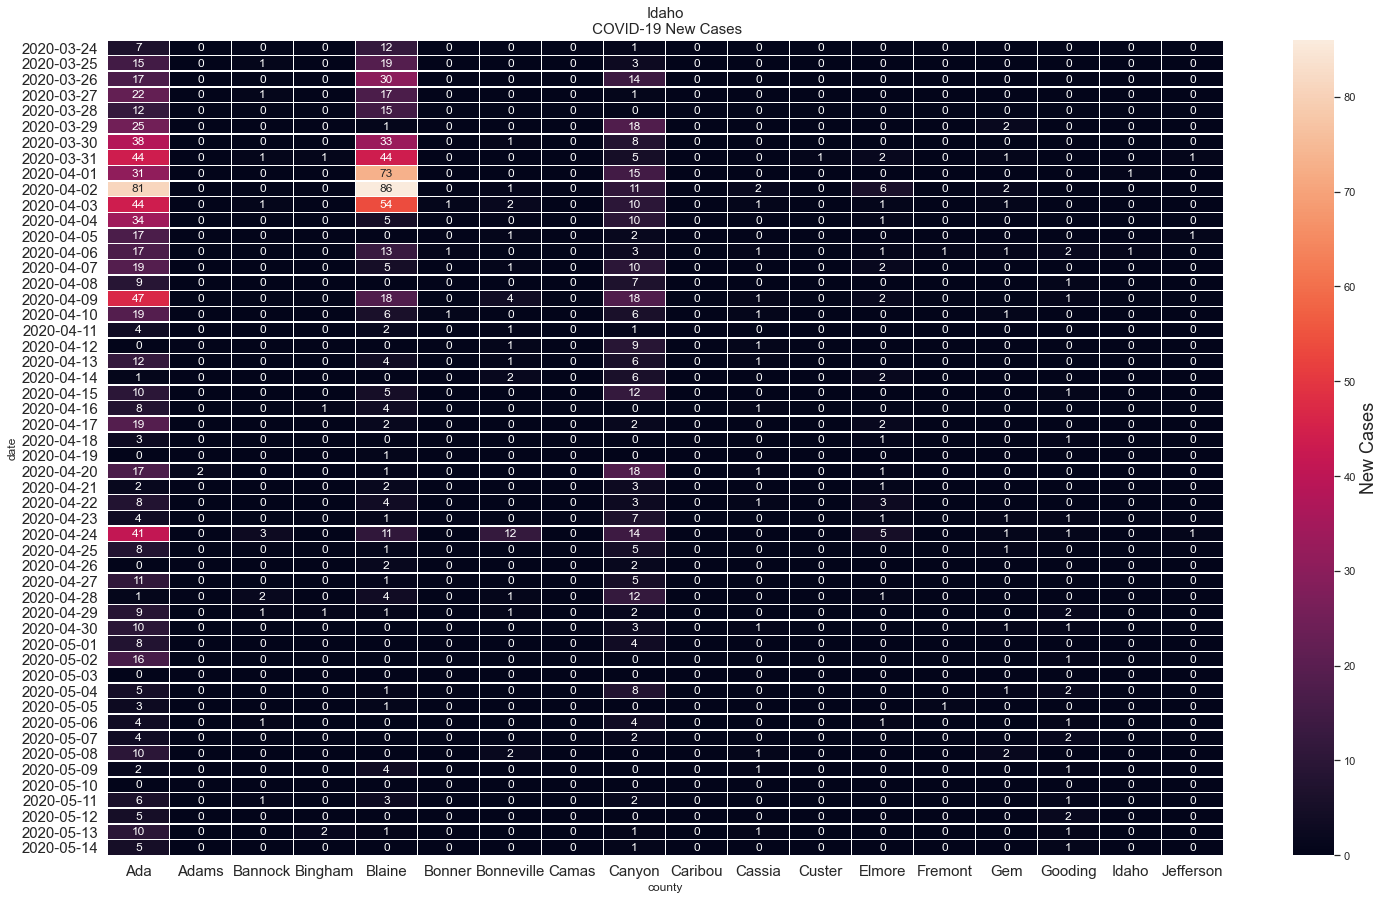 Idaho
COVID-19 New Cases
2020-03-24 7 0 0 0 12 0 0 0 1 0 0 0 0 0 0 0 0 0
2020-03-25 15 0 1 0 19 0 0 0 3 0 0 0 0 0 0 0 0 0
2020-03-26 17 0 0 0 30 0 0 0 14 0 0 0 0 0 0 0 0 0
2020-03-27 22 0 1 0 17 0 0 0 1 0 0 0 0 0 0 0 0 0
2020-03-28 12 0 0 0 15 0 0 0 0 0 0 0 0 0 0 0 0 0
2020-03-29 25 0 0 0 1 0 0 0 18 0 0 0 0 0 2 0 0 0
2020-03-30 38 0 0 0 33 0 1 0 8 0 0 0 0 0 0 0 0 0
2020-03-31 44 0 1 1 44 0 0 0 5 0 0 1 2 0 1 0 0 1
2020-04-01 31 0 0 0 73 0 0 0 15 0 0 0 0 0 0 0 1 0
2020-04-02 81 0 0 0 86 0 1 0 11 0 2 0 6 0 2 0 0 0
2020-04-03 44 0 1 0 54 1 2 0 10 0 1 0 1 0 1 0 0 0
2020-04-04 34 0 0 0 5 0 0 0 10 0 0 0 1 0 0 0 0 0
2020-04-05 17 0 0 0 0 0 1 0 2 0 0 0 0 0 0 0 0 1
2020-04-06 17 0 0 0 13 1 0 0 3 0 1 0 1 1 1 2 1 0
2020-04-07 19 0 0 0 5 0 1 0 10 0 0 0 2 0 0 0 0 0
2020-04-08 9 0 0 0 0 0 0 0 7 0 0 0 0 0 0 1 0 0
2020-04-09 47 0 0 0 18 0 4 0 18 0 1 0 2 0 0 1 0 0
2020-04-10 19 0 0 0 6 1 0 0 6 0 1 0 0 0 1 0 0 0
2020-04-11 4 0 0 0 2 0 1 0 1 0 0 0 0 0 0 0 0 0
2020-04-12 0 0 0 0 0 0 1 0 9 0 1 0 0 0 0 0 0 0
2020-04-13 12 0 0 0 4 0 1 0 6 0 1 0 0 0 0 0 0 0
2020-04-14 1 0 0 0 0 0 2 0 6 0 0 0 2 0 0 0 0 0
2020-04-15 10 0 0 0 5 0 0 0 12 0 0 0 0 0 0 1 0 0
2020-04-16 8 0 0 1 4 0 0 0 0 0 1 0 0 0 0 0 0 0
2020-04-17 19 0 0 0 2 0 0 0 2 0 0 0 2 0 0 0 0 0
2020-04-18 3 0 0 0 0 0 0 0 0 0 0 0 1 0 0 1 0 0
2020-04-19 0 0 0 0 1 0 0 0 0 0 0 0 0 0 0 0 0 0
2020-04-20 17 2 0 0 1 0 0 0 18 0 1 0 1 0 0 0 0 0
2020-04-21 2 0 0 0 2 0 0 0 3 0 0 0 1 0 0 0 0 0
2020-04-22 8 0 0 0 4 0 0 0 3 0 1 0 3 0 0 0 0 0
2020-04-23 4 0 0 0 1 0 0 0 7 0 0 0 1 0 1 1 0 0
2020-04-24 41 0 3 0 11 0 12 0 14 0 0 0 5 0 1 1 0 1
2020-04-25 8 0 0 0 1 0 0 0 5 0 0 0 0 0 1 0 0 0
2020-04-26 0 0 0 0 2 0 0 0 2 0 0 0 0 0 0 0 0 0
2020-04-27 11 0 0 0 1 0 0 0 5 0 0 0 0 0 0 0 0 0
2020-04-28 1 0 2 0 4 0 1 0 12 0 0 0 1 0 0 0 0 0
2020-04-29 9 0 1 1 1 0 1 0 2 0 0 0 0 0 0 2 0 0
2020-04-30 10 0 0 0 0 0 0 0 3 0 1 0 0 0 1 1 0 0
2020-05-01 8 0 0 0 0 0 0 0 4 0 0 0 0 0 0 0 0 0
2020-05-02 16 0 0 0 0 0 0 0 0 0 0 0 0 0 0 1 0 0
2020-05-03 0 0 0 0 0 0 0 0 0 0 0 0 0 0 0 0 0 0
2020-05-04 5 0 0 0 1 0 0 0 8 0 0 0 0 0 1 2 0 0
2020-05-05 3 0 0 0 1 0 0 0 0 0 0 0 0 1 0 0 0 0
2020-05-06 4 0 1 0 0 0 0 0 4 0 0 0 1 0 0 1 0 0
2020-05-07 4 0 0 0 0 0 0 0 2 0 0 0 0 0 0 2 0 0
2020-05-08 10 0 0 0 0 0 2 0 0 0 1 0 0 0 2 0 0 0
2020-05-09 2 0 0 0 4 0 0 0 0 0 1 0 0 0 0 1 0 0
2020-05-10 0 0 0 0 0 0 0 0 0 0 0 0 0 0 0 0 0 0
2020-05-11 6 0 1 0 3 0 0 0 2 0 0 0 0 0 0 1 0 0
2020-05-12 5 0 0 0 0 0 0 0 0 0 0 0 0 0 0 2 0 0
2020-05-13 10 0 0 2 1 0 0 0 1 0 1 0 0 0 0 1 0 0
2020-05-14 5 0 0 0 0 0 0 0 1 0 0 0 0 0 0 1 0 0
Ada Adams Bannock Bingham Blaine Bonner Bonneville Camas Canyon Caribou Cassia Custer Elmore Fremont Gem Gooding Idaho Jefferson
county
date
80
70
60
50
40
30
20
10
0
New Cases